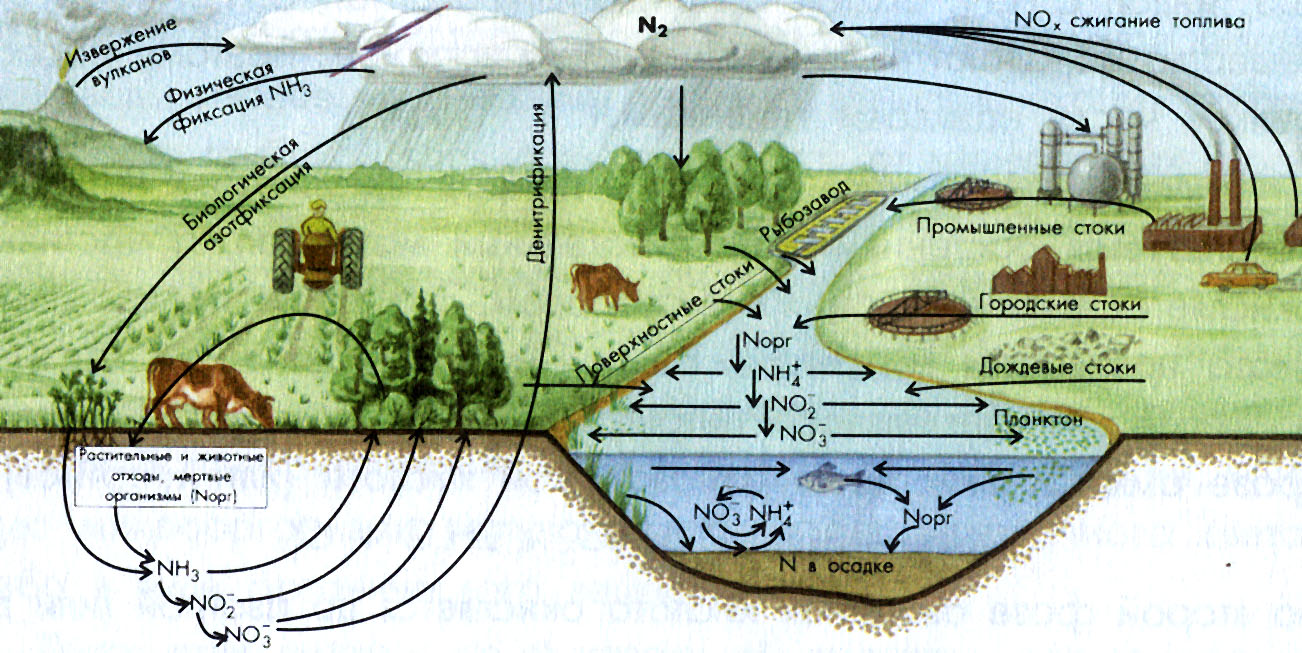 N₂
NOₓ сжигание топлива
Извержение
вулканов
Физическая
фиксация NH₃
Биологическая
азотфиксация
Денитрификация
Рыбозавод
Промышленные стоки
Поверхностные стоки
Городские стоки
Nорг
NH₄⁺
Дождевые стоки
NO₂⁻
Планктон
NO₃⁻
Растительные и животные
отходы, мертвые
организмы (Nорг)
NO₃⁻ NH₄⁺
Nорг
N в осадке
NH₃
NO₂⁻
NO₃⁻